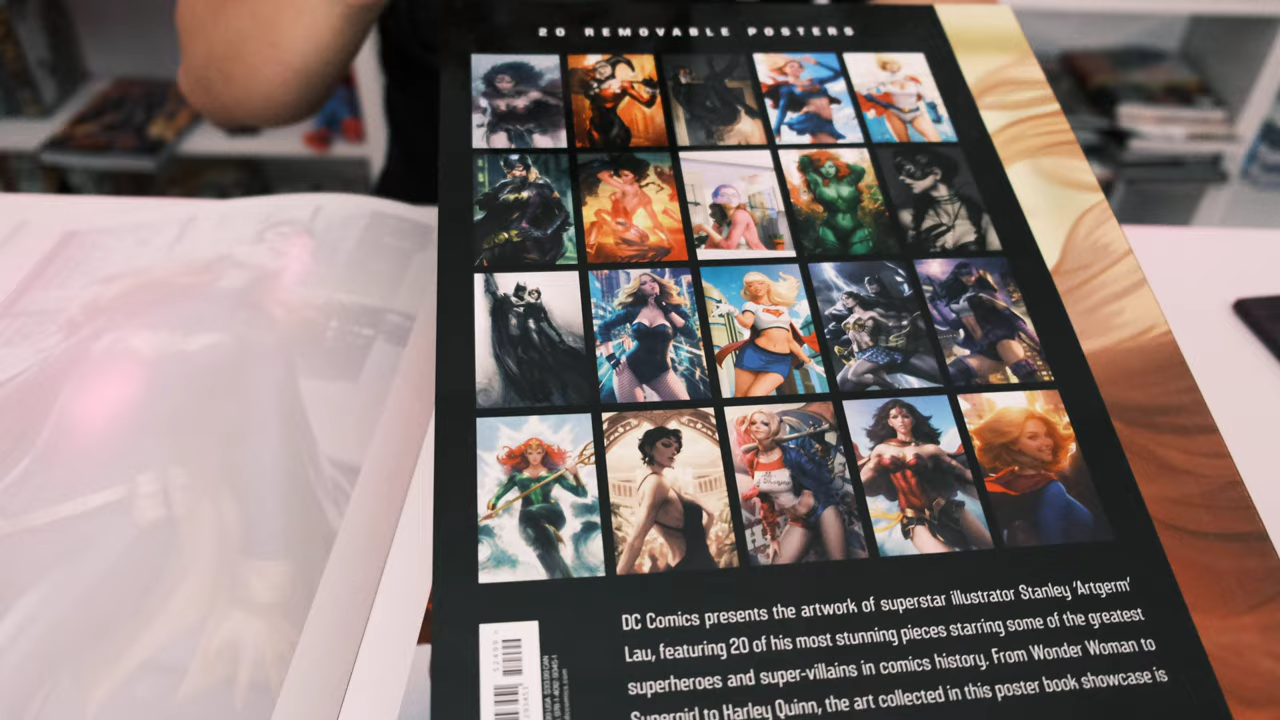 20 REMOVABLE POSTERS
DC Comics presents the artwork of superstar illustrator Stanley 'Artgerm'
Lau, featuring 20 of his most stunning pieces starring some of the greatest
superheroes and super-villains in comics history. From Wonder Woman to
Supergirl to Harley Quinn, the art collected in this poster book showcase is